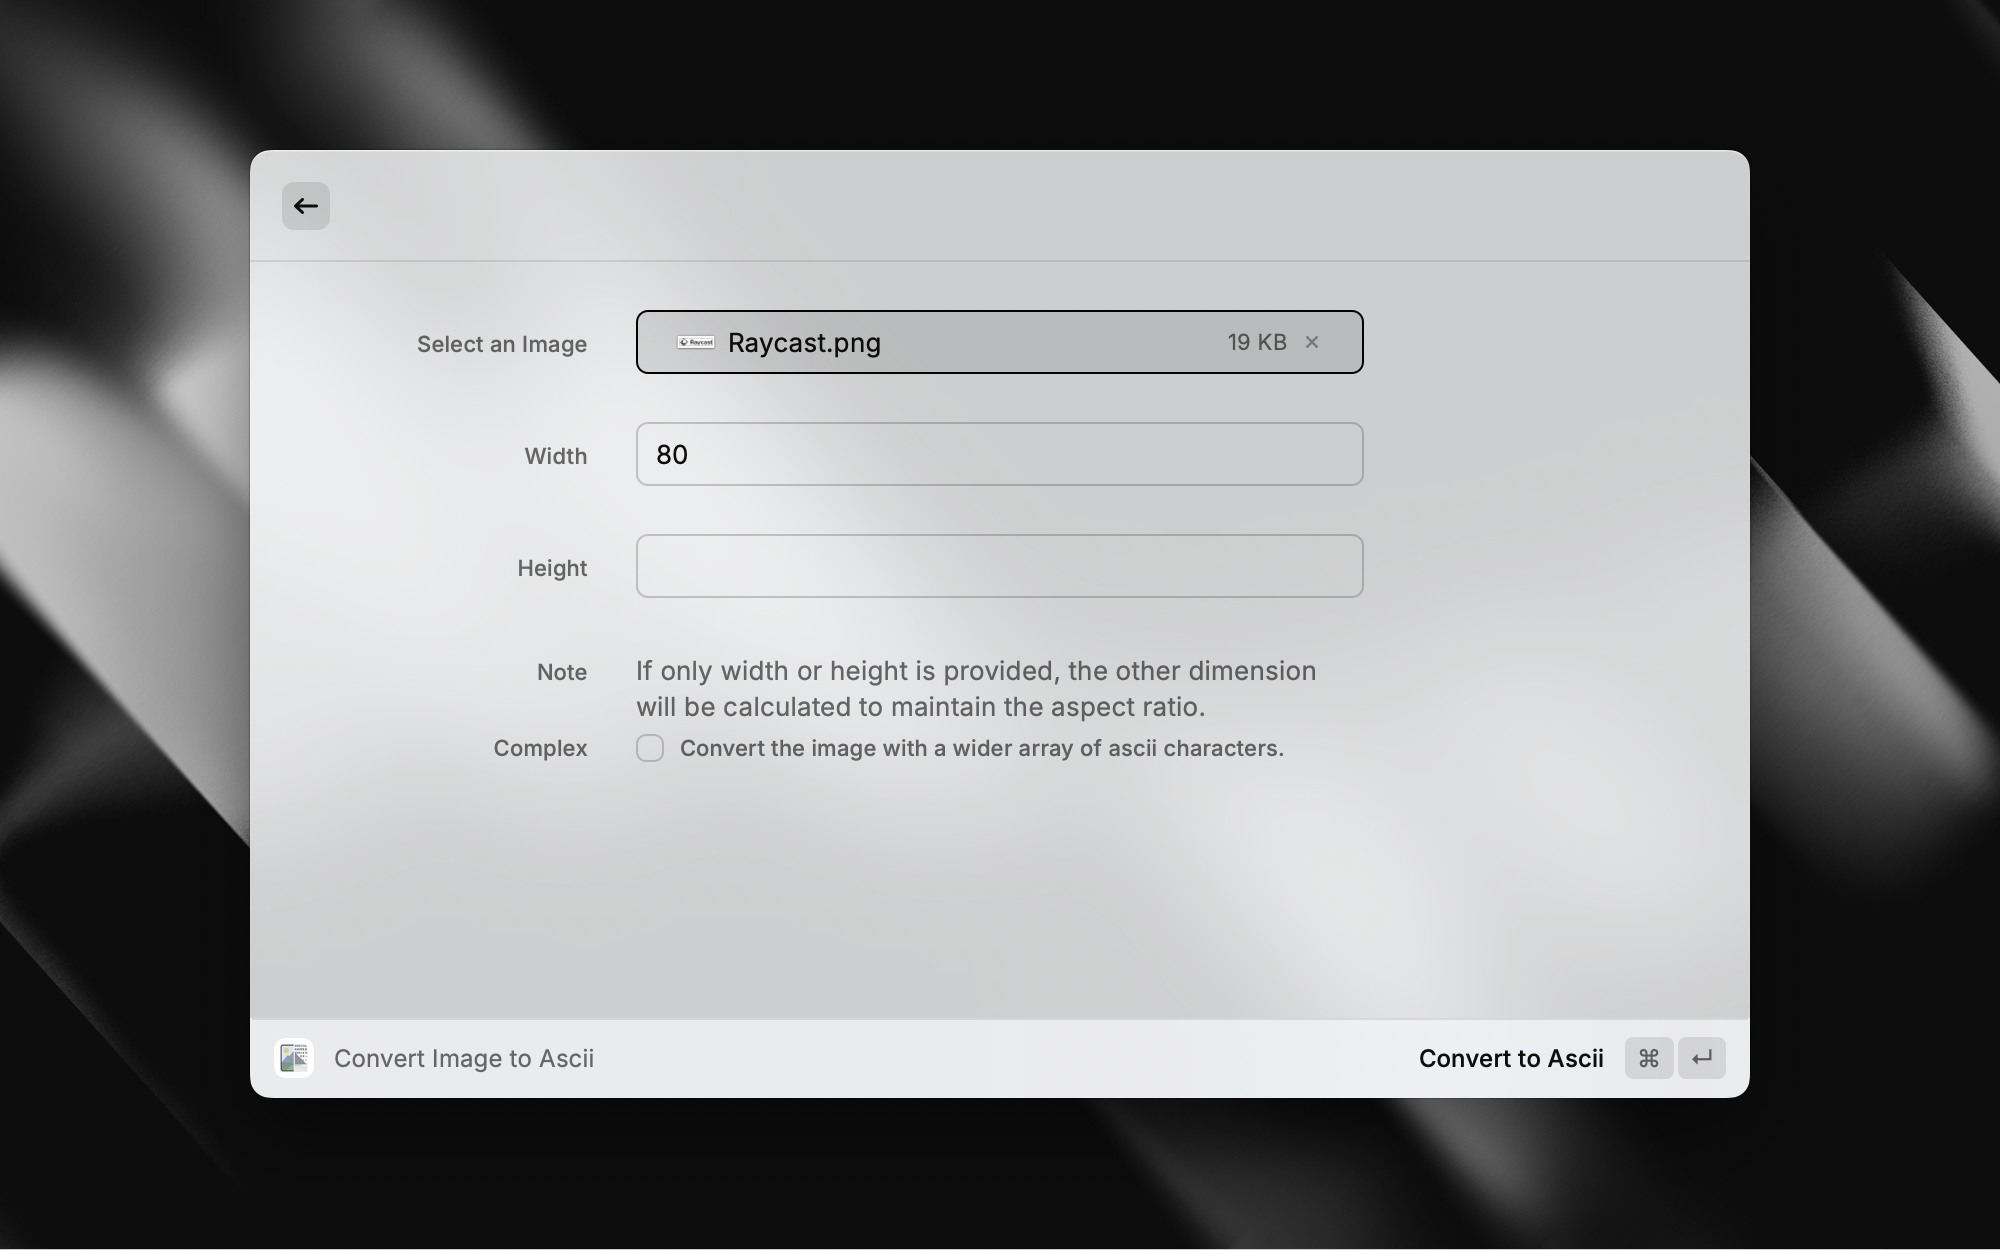 Select an Image
Raycast
Raycast.png
19 KB
Width
80
Height
Note
If only width or height is provided, the other dimension
will be calculated to maintain the aspect ratio.
Complex
Convert the image with a wider array of ascii characters.
Convert Image to Ascii
Convert to Ascii